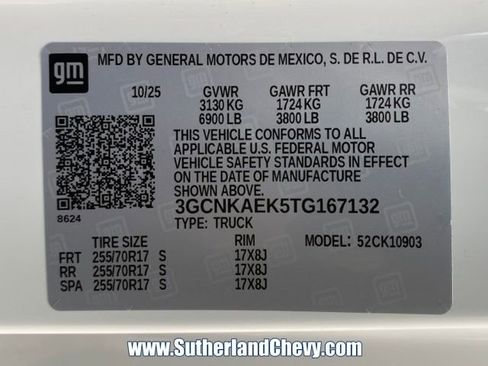 gm MFD BY GENERAL MOTORS DE MEXICO, S. DE R.L. DE C.V.
10/25 GVWR GAWR FRT GAWR RR
3130 KG 1724 KG 1724 KG
6900 LB 3800 LB 3800 LB
THIS VEHICLE CONFORMS TO ALL
APPLICABLE U.S. FEDERAL MOTOR
VEHICLE SAFETY STANDARDS IN EFFECT
ON THE DATE OF MANUFACTURE
SHOWN ABOVE.
8624 3GCNKAEK5TG167132
TYPE: TRUCK
TIRE SIZE RIM MODEL: 52CK10903
FRT 255/70R17 S 17X8J
RR 255/70R17 S 17X8J
SPA 255/70R17 S 17X8J
www.SutherlandChevy.com